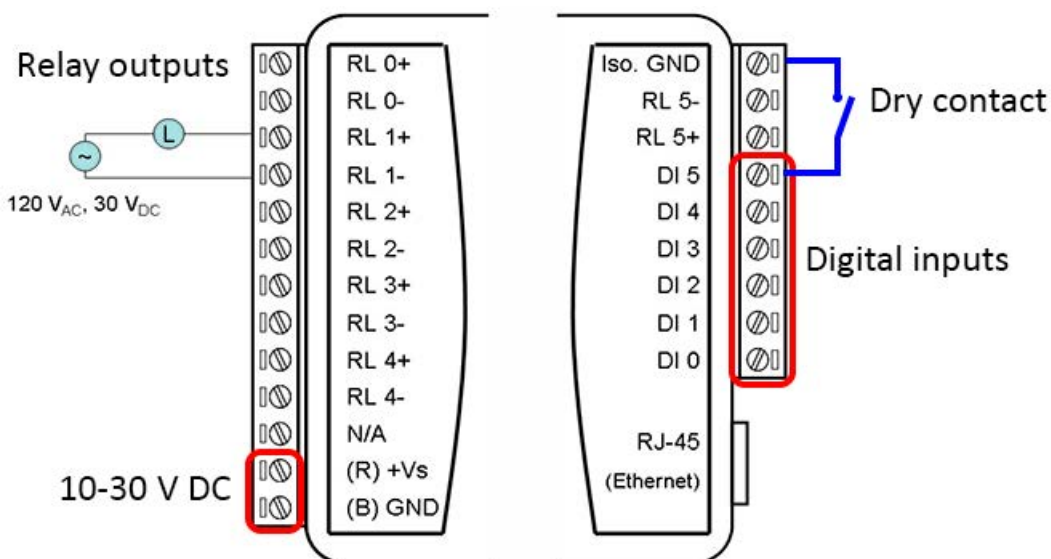 Relay outputs
L
~
120 V_AC, 30 V_DC
10-30 V DC
RL 0+
RL 0-
RL 1+
RL 1-
RL 2+
RL 2-
RL 3+
RL 3-
RL 4+
RL 4-
N/A
(R) +Vs
(B) GND
Iso. GND
RL 5-
RL 5+
DI 5
DI 4
DI 3
DI 2
DI 1
DI 0
RJ-45
(Ethernet)
Dry contact
Digital inputs